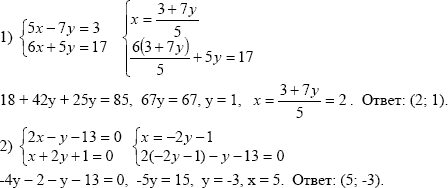 1) {5x − 7y = 3
6x + 5y = 17 {x = (3 + 7y)/5
6(3 + 7y)/5 + 5y = 17
18 + 42y + 25y = 85, 67y = 67, y = 1, x = (3 + 7y)/5 = 2 . Ответ: (2; 1).
2) {2x − y − 13 = 0
x + 2y + 1 = 0 {x = −2y − 1
2(−2y − 1) − y − 13 = 0
-4y – 2 – y – 13 = 0, -5y = 15, y = -3, x = 5. Ответ: (5; -3).